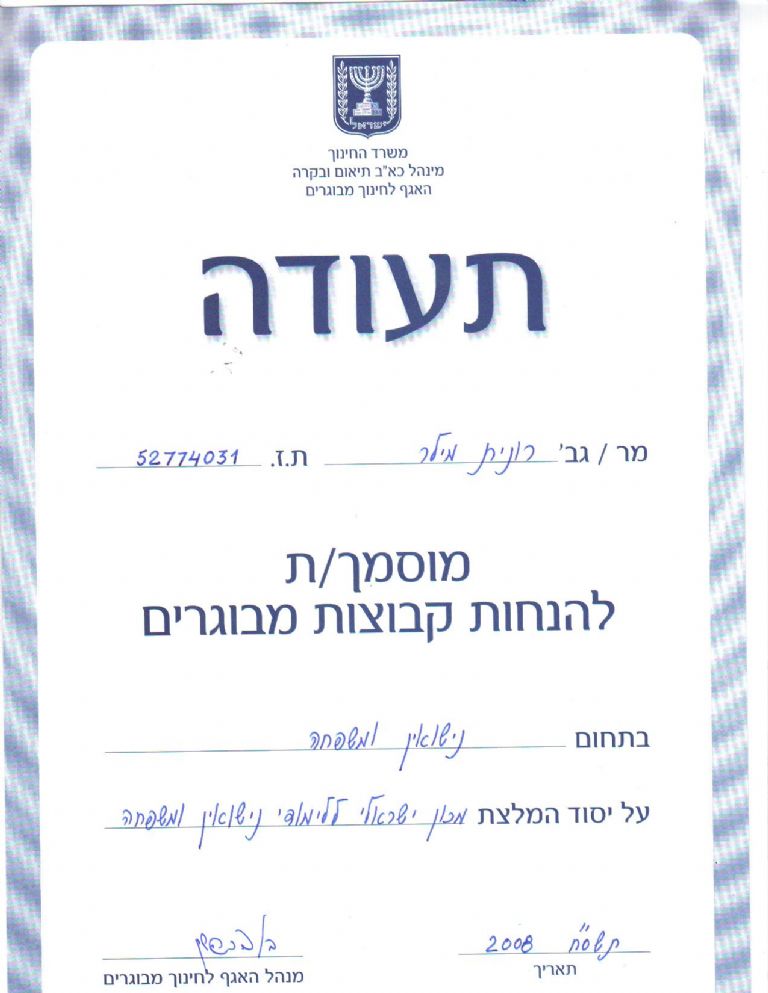 ישראל
משרד החינוך
מינהל כא"ב תיאום ובקרה
האגף לחינוך מבוגרים
תעודה
מר / גב' רונית מילר ת.ז. 52774031
מוסמך/ת
להנחות קבוצות מבוגרים
בתחום נישואין ומשפחה
על יסוד המלצת מכון ישראלי ללימודי נישואין ומשפחה
תשס"ח 2008
תאריך
מנהל האגף לחינוך מבוגרים